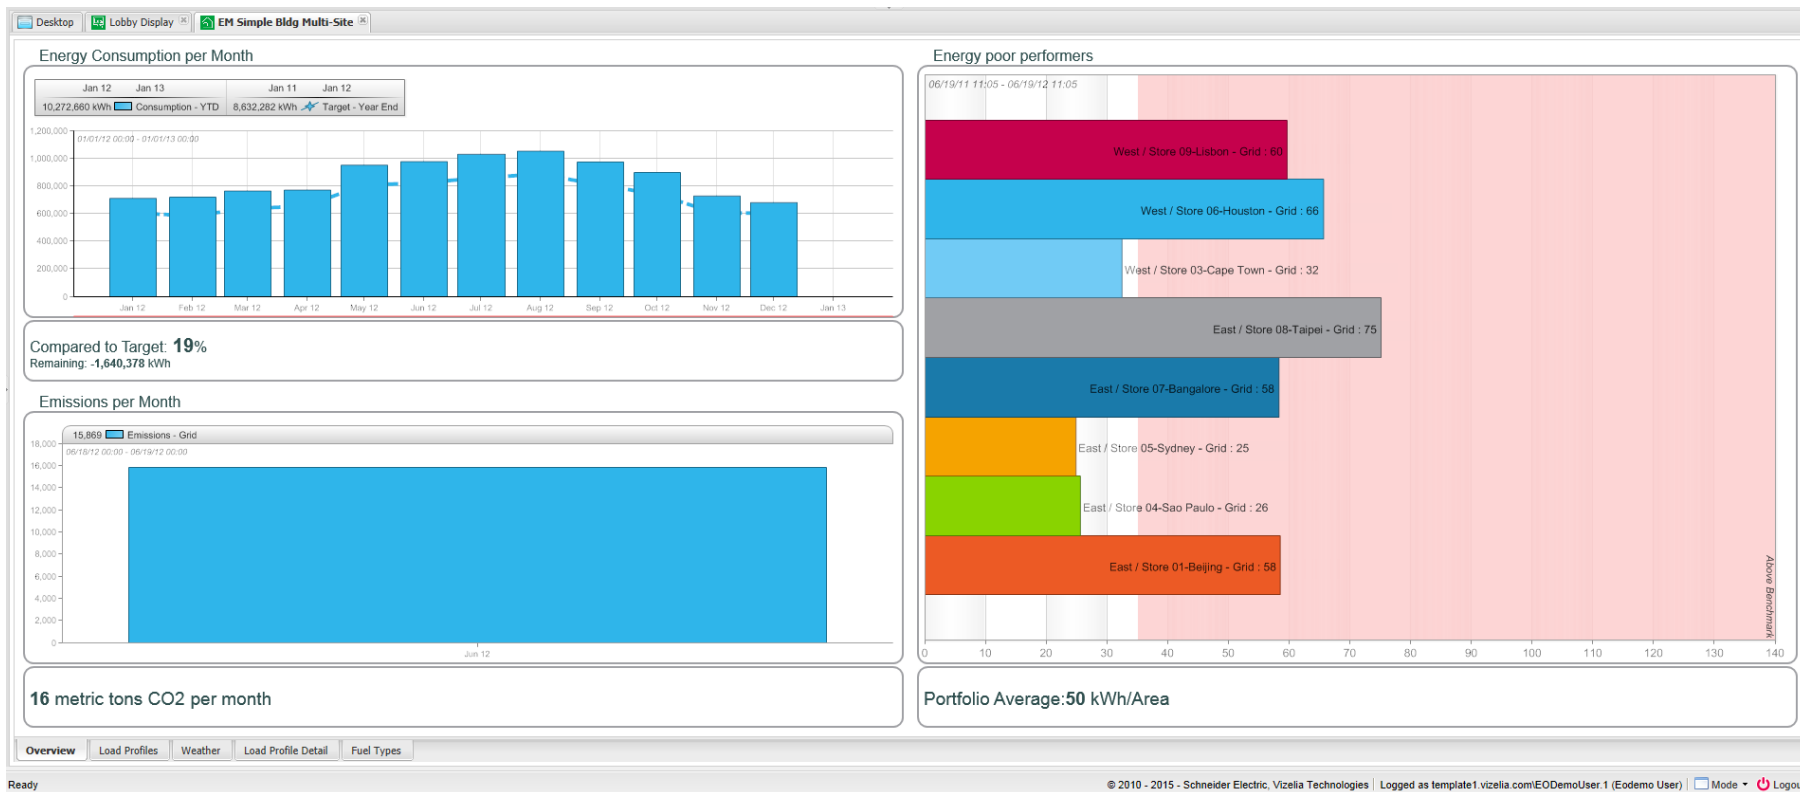 Desktop Lobby Display EM Simple Bldg Multi-Site
Energy Consumption per Month
Jan 12 Jan 13 Jan 11 Jan 12
10,272,660 kWh Consumption - YTD 8,632,282 kWh Target - Year End
01/01/12 00:00 - 01/01/13 00:00
1,200,000
1,000,000
800,000
600,000
400,000
200,000
0
Jan 12 Feb 12 Mar 12 Apr 12 May 12 Jun 12 Jul 12 Aug 12 Sep 12 Oct 12 Nov 12 Dec 12 Jan 13
Compared to Target: 19%
Remaining: -1,640,378 kWh
Emissions per Month
15,869 Emissions - Grid
06/18/12 00:00 - 06/19/12 00:00
18,000
16,000
14,000
12,000
10,000
8,000
6,000
4,000
2,000
0
Jun 12
16 metric tons CO2 per month
Energy poor performers
06/19/11 11:05 - 06/19/12 11:05
West / Store 09-Lisbon - Grid : 60
West / Store 06-Houston - Grid : 66
West / Store 03-Cape Town - Grid : 32
East / Store 08-Taipei - Grid : 75
East / Store 07-Bangalore - Grid : 58
East / Store 05-Sydney - Grid : 25
East / Store 04-Sao Paulo - Grid : 26
East / Store 01-Beijing - Grid : 58
Above Benchmark
0 10 20 30 40 50 60 70 80 90 100 110 120 130 140
Portfolio Average:50 kWh/Area
Overview Load Profiles Weather Load Profile Detail Fuel Types
Ready
© 2010 - 2015 - Schneider Electric, Vizelia Technologies Logged as template1.vizelia.com\EODemoUser.1 (Eodemo User) Mode Logou